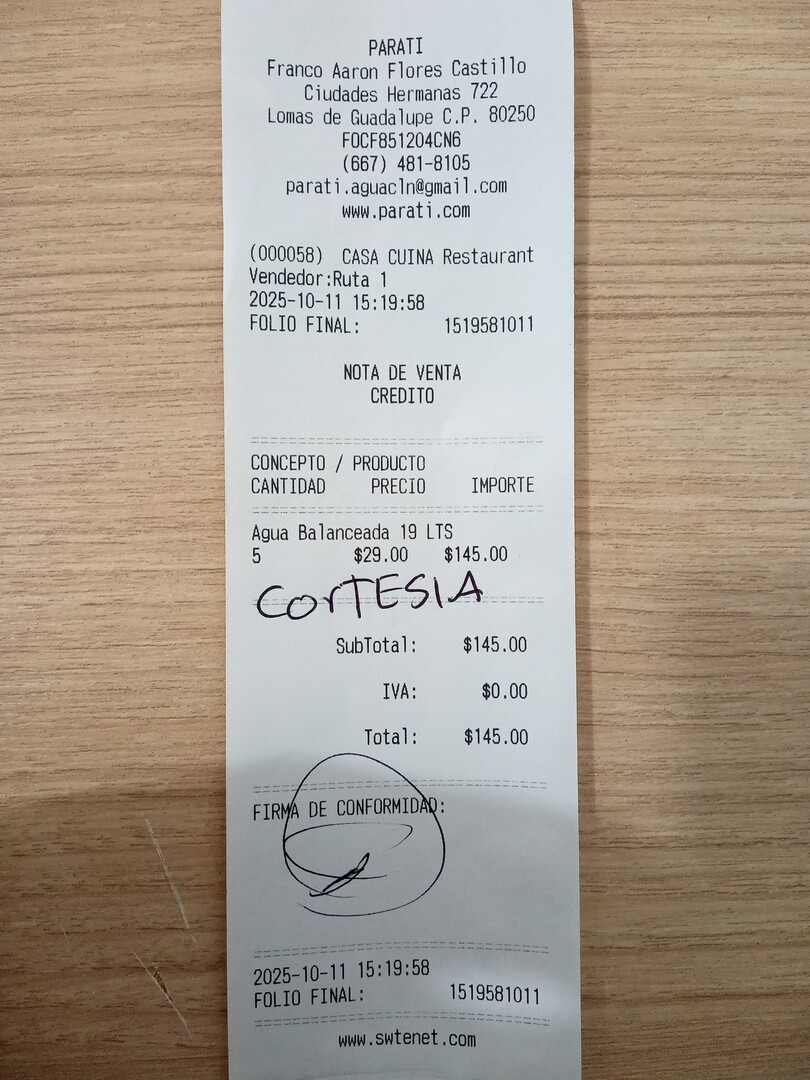 PARATI
Franco Aaron Flores Castillo
Ciudades Hermanas 722
Lomas de Guadalupe C.P. 80250
FOCF851204CN6
(667) 481-8105
parati.aguacln@gmail.com
www.parati.com
(000058) CASA CUINA Restaurant
Vendedor:Ruta 1
2025-10-11 15:19:58
FOLIO FINAL: 1519581011
NOTA DE VENTA
CREDITO
CONCEPTO / PRODUCTO
CANTIDAD PRECIO IMPORTE
Agua Balanceada 19 LTS
5 $29.00 $145.00
CorTESIA
SubTotal: $145.00
IVA: $0.00
Total: $145.00
FIRMA DE CONFORMIDAD:
2025-10-11 15:19:58
FOLIO FINAL: 1519581011
www.swtenet.com